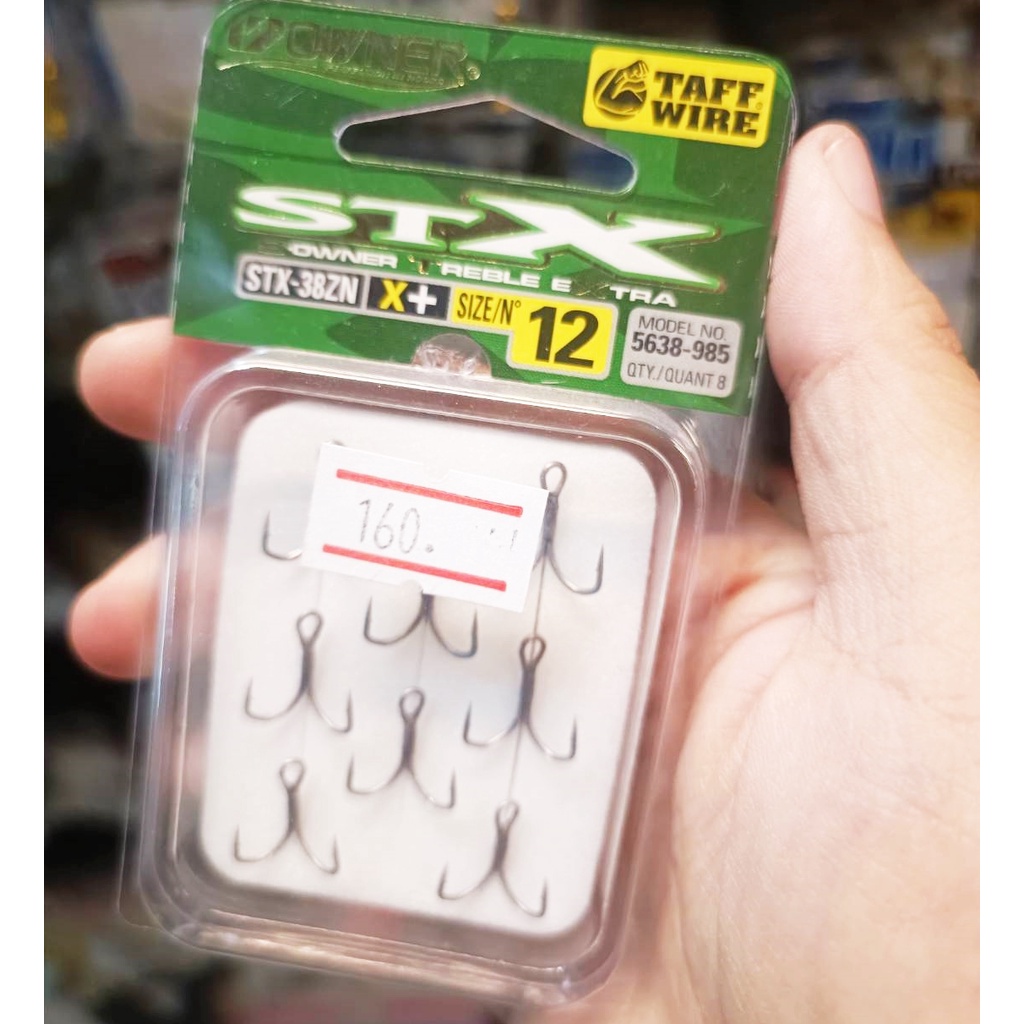 OWNER®
TAFF
WIRE®
STX
OWNER TREBLE EXTRA
STX-38ZN X+ SIZE/N° 12
MODEL NO.
5638-985
QTY./QUANT 8
160.